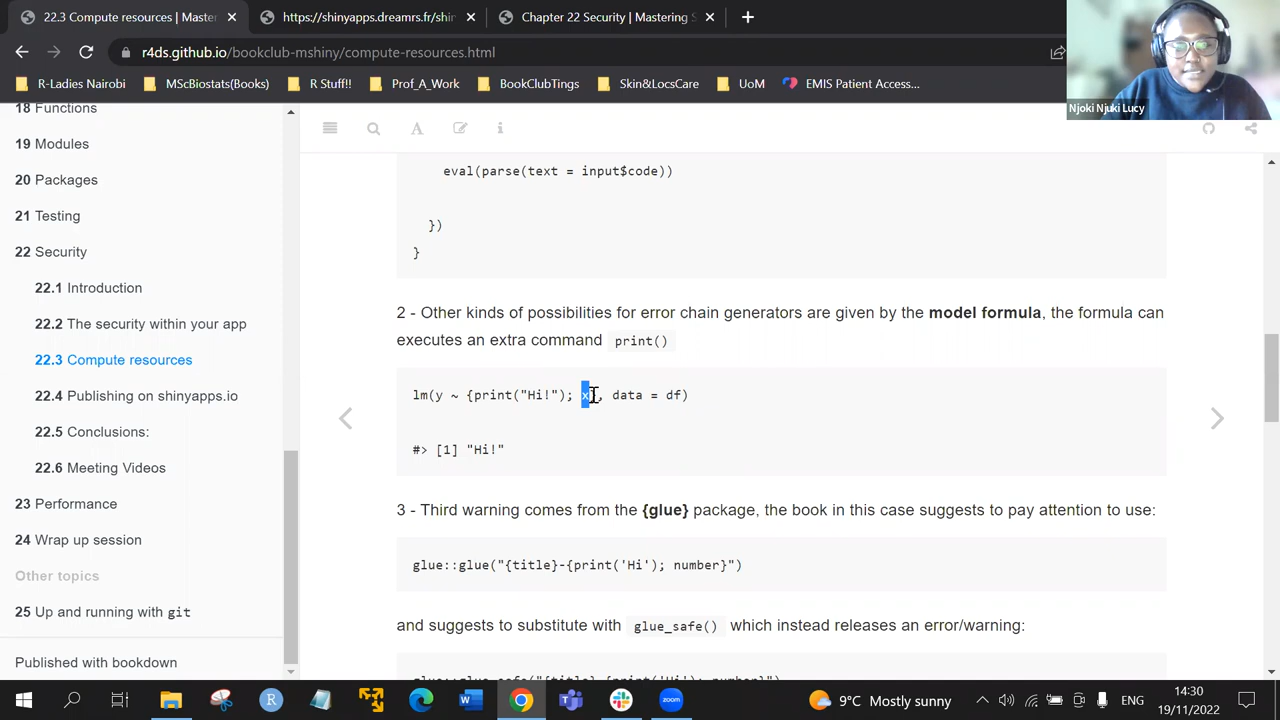 22.3 Compute resources | Master
https://shinyapps.dreamrs.fr/shin
Chapter 22 Security | Mastering S
r4ds.github.io/bookclub-mshiny/compute-resources.html
R-Ladies Nairobi
MScBiostats(Books)
R Stuff!!
Prof_A_Work
BookClubTings
Skin&LocsCare
UoM
EMIS Patient Access...
Njoki Njuki Lucy
18 Functions
19 Modules
20 Packages
21 Testing
22 Security
22.1 Introduction
22.2 The security within your app
22.3 Compute resources
22.4 Publishing on shinyapps.io
22.5 Conclusions:
22.6 Meeting Videos
23 Performance
24 Wrap up session
Other topics
25 Up and running with git
Published with bookdown
eval(parse(text = input$code))
})
}
2 - Other kinds of possibilities for error chain generators are given by the model formula, the formula can
executes an extra command print()
lm(y ~ {print("Hi!"); x}, data = df)
#> [1] "Hi!"
3 - Third warning comes from the {glue} package, the book in this case suggests to pay attention to use:
glue::glue("{title}-{print('Hi'); number}")
and suggests to substitute with glue_safe() which instead releases an error/warning:
glue::glue_safe("{title}-{print('Hi'); number}")
9°C Mostly sunny
ENG
14:30
19/11/2022